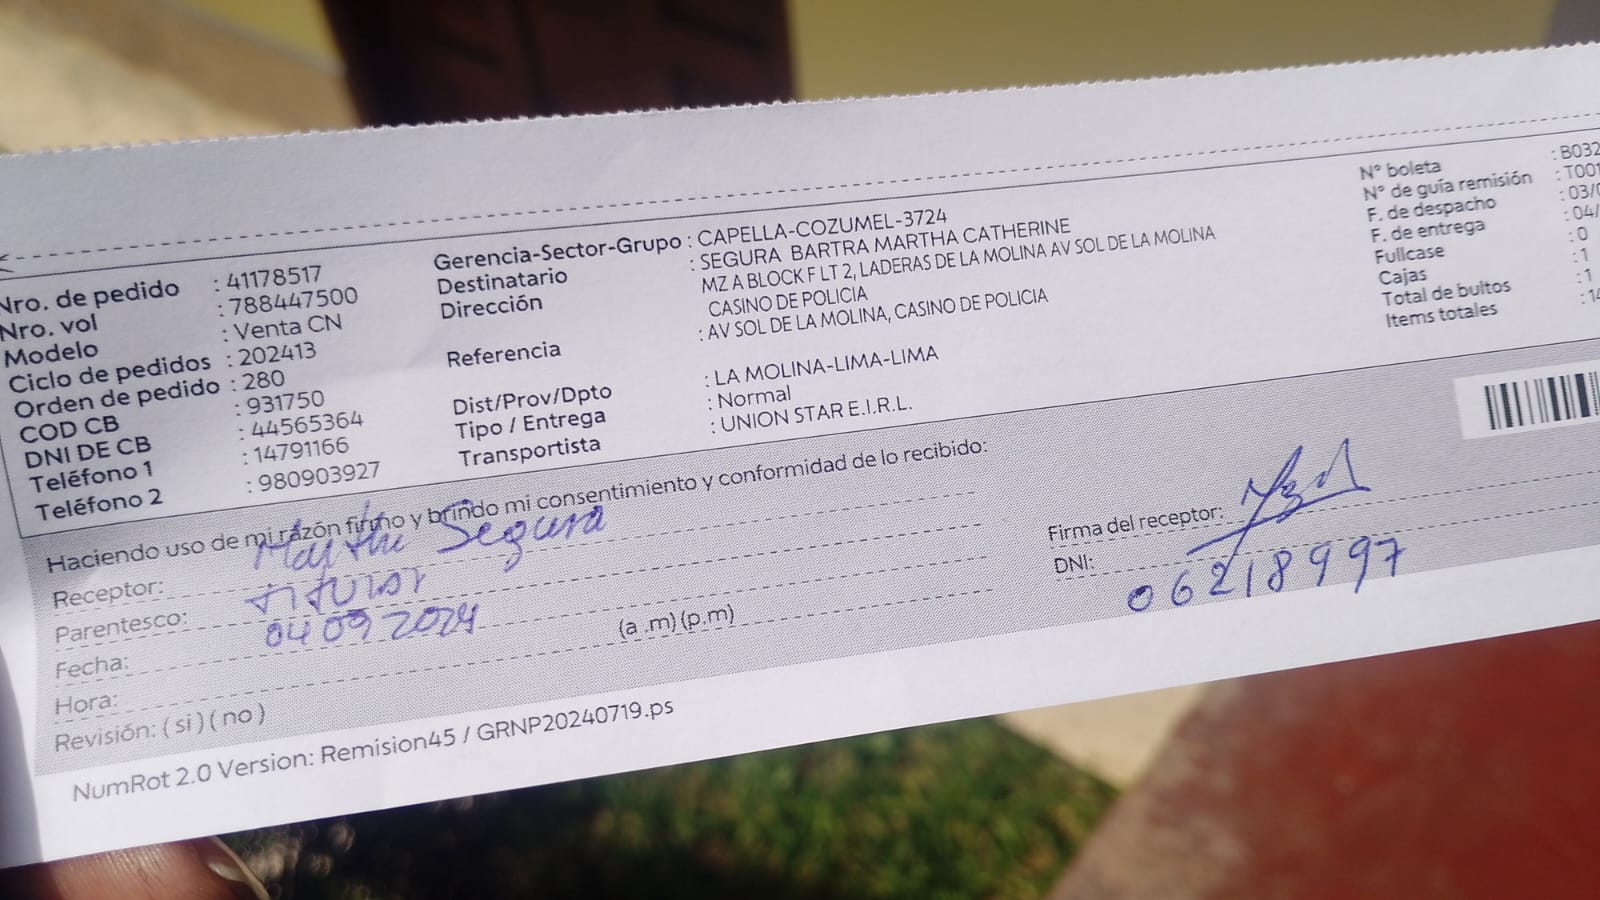 Nro. de pedido : 41178517
Nro. vol : 788447500
Modelo : Venta CN
Ciclo de pedidos : 202413
Orden de pedido : 280
COD CB : 931750
DNI DE CB : 44565364
Teléfono 1 : 14791166
Teléfono 2 : 980903927
Gerencia-Sector-Grupo : CAPELLA-COZUMEL-3724
Destinatario : SEGURA BARTRA MARTHA CATHERINE
Dirección MZ A BLOCK F LT 2, LADERAS DE LA MOLINA AV SOL DE LA MOLINA
CASINO DE POLICIA
Referencia : AV SOL DE LA MOLINA, CASINO DE POLICIA
Dist/Prov/Dpto : LA MOLINA-LIMA-LIMA
Tipo / Entrega : Normal
Transportista : UNION STAR E.I.R.L.
N° boleta : B032
N° de guía remisión : T001
F. de despacho : 03/
F. de entrega : 04/
Fullcase : 0
Cajas : 1
Total de bultos : 1
Items totales : 14
Haciendo uso de mi razón firmo y brindo mi consentimiento y conformidad de lo recibido:
Receptor: Martha Segura
Parentesco: Titular
Fecha: 04 09 2024
Hora: (a .m) (p.m)
Revisión: ( si ) ( no )
Firma del receptor:
DNI: 06218997
NumRot 2.0 Version: Remision45 / GRNP20240719.ps